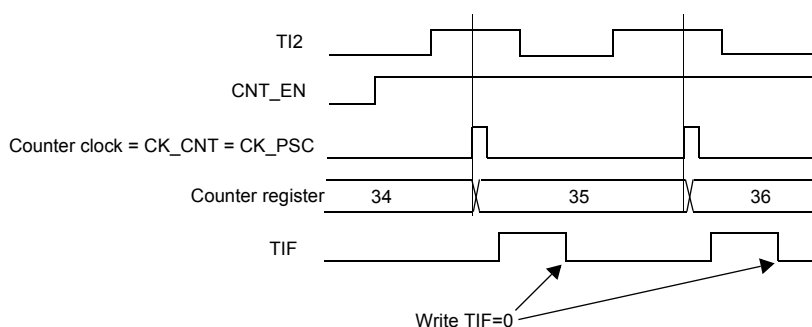 TI2
CNT_EN
Counter clock = CK_CNT = CK_PSC
Counter register 34 35 36
TIF
Write TIF=0